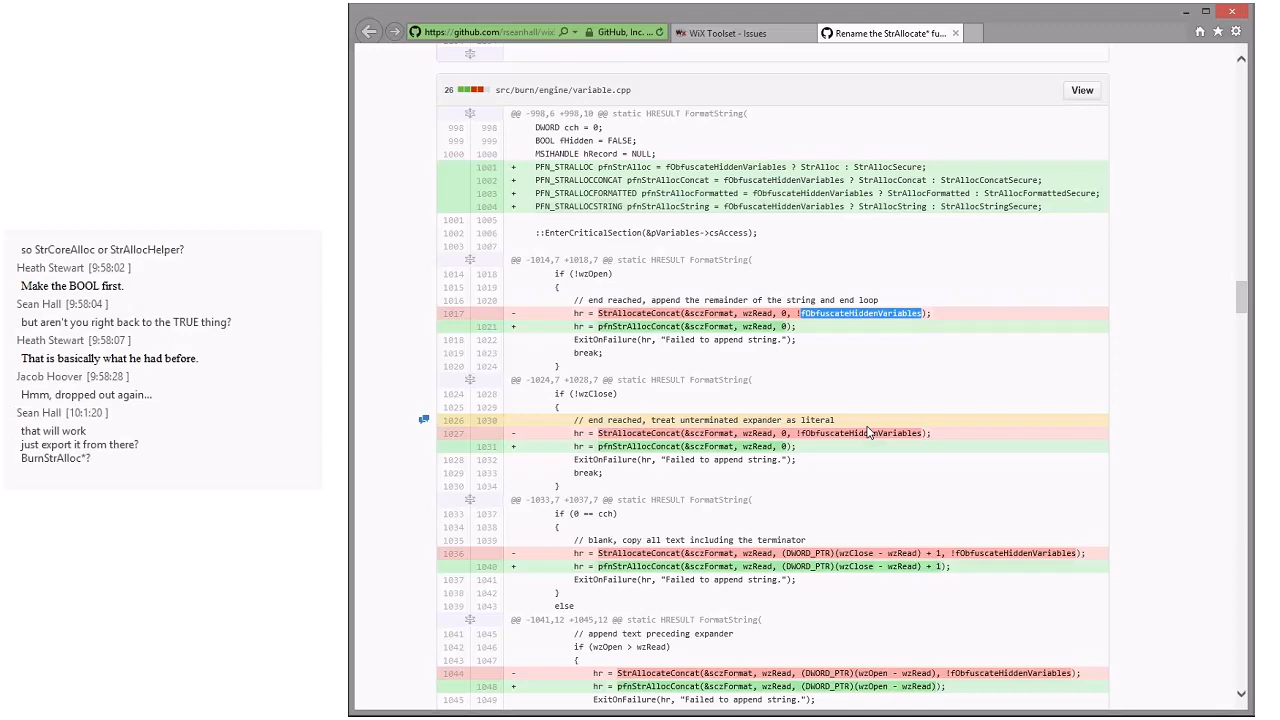 so StrCoreAlloc or StrAllocHelper?
Heath Stewart [9:58:02 ]
Make the BOOL first.
Sean Hall [9:58:04 ]
but aren't you right back to the TRUE thing?
Heath Stewart [9:58:07 ]
That is basically what he had before.
Jacob Hoover [9:58:28 ]
Hmm, dropped out again...
Sean Hall [10:1:20 ]
that will work
just export it from there?
BurnStrAlloc*?
https://github.com/rseanhall/wix GitHub, Inc. ... WiX Toolset - Issues Rename the StrAllocate* fu...
26 src/burn/engine/variable.cpp View
@@ -998,6 +998,10 @@ static HRESULT FormatString(
998 998 DWORD cch = 0;
999 999 BOOL fHidden = FALSE;
1000 1000 MSIHANDLE hRecord = NULL;
1001 + PFN_STRALLOC pfnStrAlloc = fObfuscateHiddenVariables ? StrAlloc : StrAllocSecure;
1002 + PFN_STRALLOCCONCAT pfnStrAllocConcat = fObfuscateHiddenVariables ? StrAllocConcat : StrAllocConcatSecure;
1003 + PFN_STRALLOCFORMATTED pfnStrAllocFormatted = fObfuscateHiddenVariables ? StrAllocFormatted : StrAllocFormattedSecure;
1004 + PFN_STRALLOCSTRING pfnStrAllocString = fObfuscateHiddenVariables ? StrAllocString : StrAllocStringSecure;
1001 1005
1002 1006 ::EnterCriticalSection(&pVariables->csAccess);
1003 1007
@@ -1014,7 +1018,7 @@ static HRESULT FormatString(
1014 1018 if (!wzOpen)
1015 1019 {
1016 1020 // end reached, append the remainder of the string and end loop
1017 - hr = StrAllocateConcat(&sczFormat, wzRead, 0, !fObfuscateHiddenVariables);
1021 + hr = pfnStrAllocConcat(&sczFormat, wzRead, 0);
1018 1022 ExitOnFailure(hr, "Failed to append string.");
1019 1023 break;
1020 1024 }
@@ -1024,7 +1028,7 @@ static HRESULT FormatString(
1024 1028 if (!wzClose)
1025 1029 {
1026 1030 // end reached, treat unterminated expander as literal
1027 - hr = StrAllocateConcat(&sczFormat, wzRead, 0, !fObfuscateHiddenVariables);
1031 + hr = pfnStrAllocConcat(&sczFormat, wzRead, 0);
1028 1032 ExitOnFailure(hr, "Failed to append string.");
1029 1033 break;
1030 1034 }
@@ -1033,7 +1037,7 @@ static HRESULT FormatString(
1033 1037 if (0 == cch)
1034 1038 {
1035 1039 // blank, copy all text including the terminator
1036 - hr = StrAllocateConcat(&sczFormat, wzRead, (DWORD_PTR)(wzClose - wzRead) + 1, !fObfuscateHiddenVariables);
1040 + hr = pfnStrAllocConcat(&sczFormat, wzRead, (DWORD_PTR)(wzClose - wzRead) + 1);
1037 1041 ExitOnFailure(hr, "Failed to append string.");
1038 1042 }
1039 1043 else
@@ -1041,12 +1045,12 @@ static HRESULT FormatString(
1041 1045 // append text preceding expander
1042 1046 if (wzOpen > wzRead)
1043 1047 {
1044 - hr = StrAllocateConcat(&sczFormat, wzRead, (DWORD_PTR)(wzOpen - wzRead), !fObfuscateHiddenVariables);
1048 + hr = pfnStrAllocConcat(&sczFormat, wzRead, (DWORD_PTR)(wzOpen - wzRead));
1045 1049 ExitOnFailure(hr, "Failed to append string.");